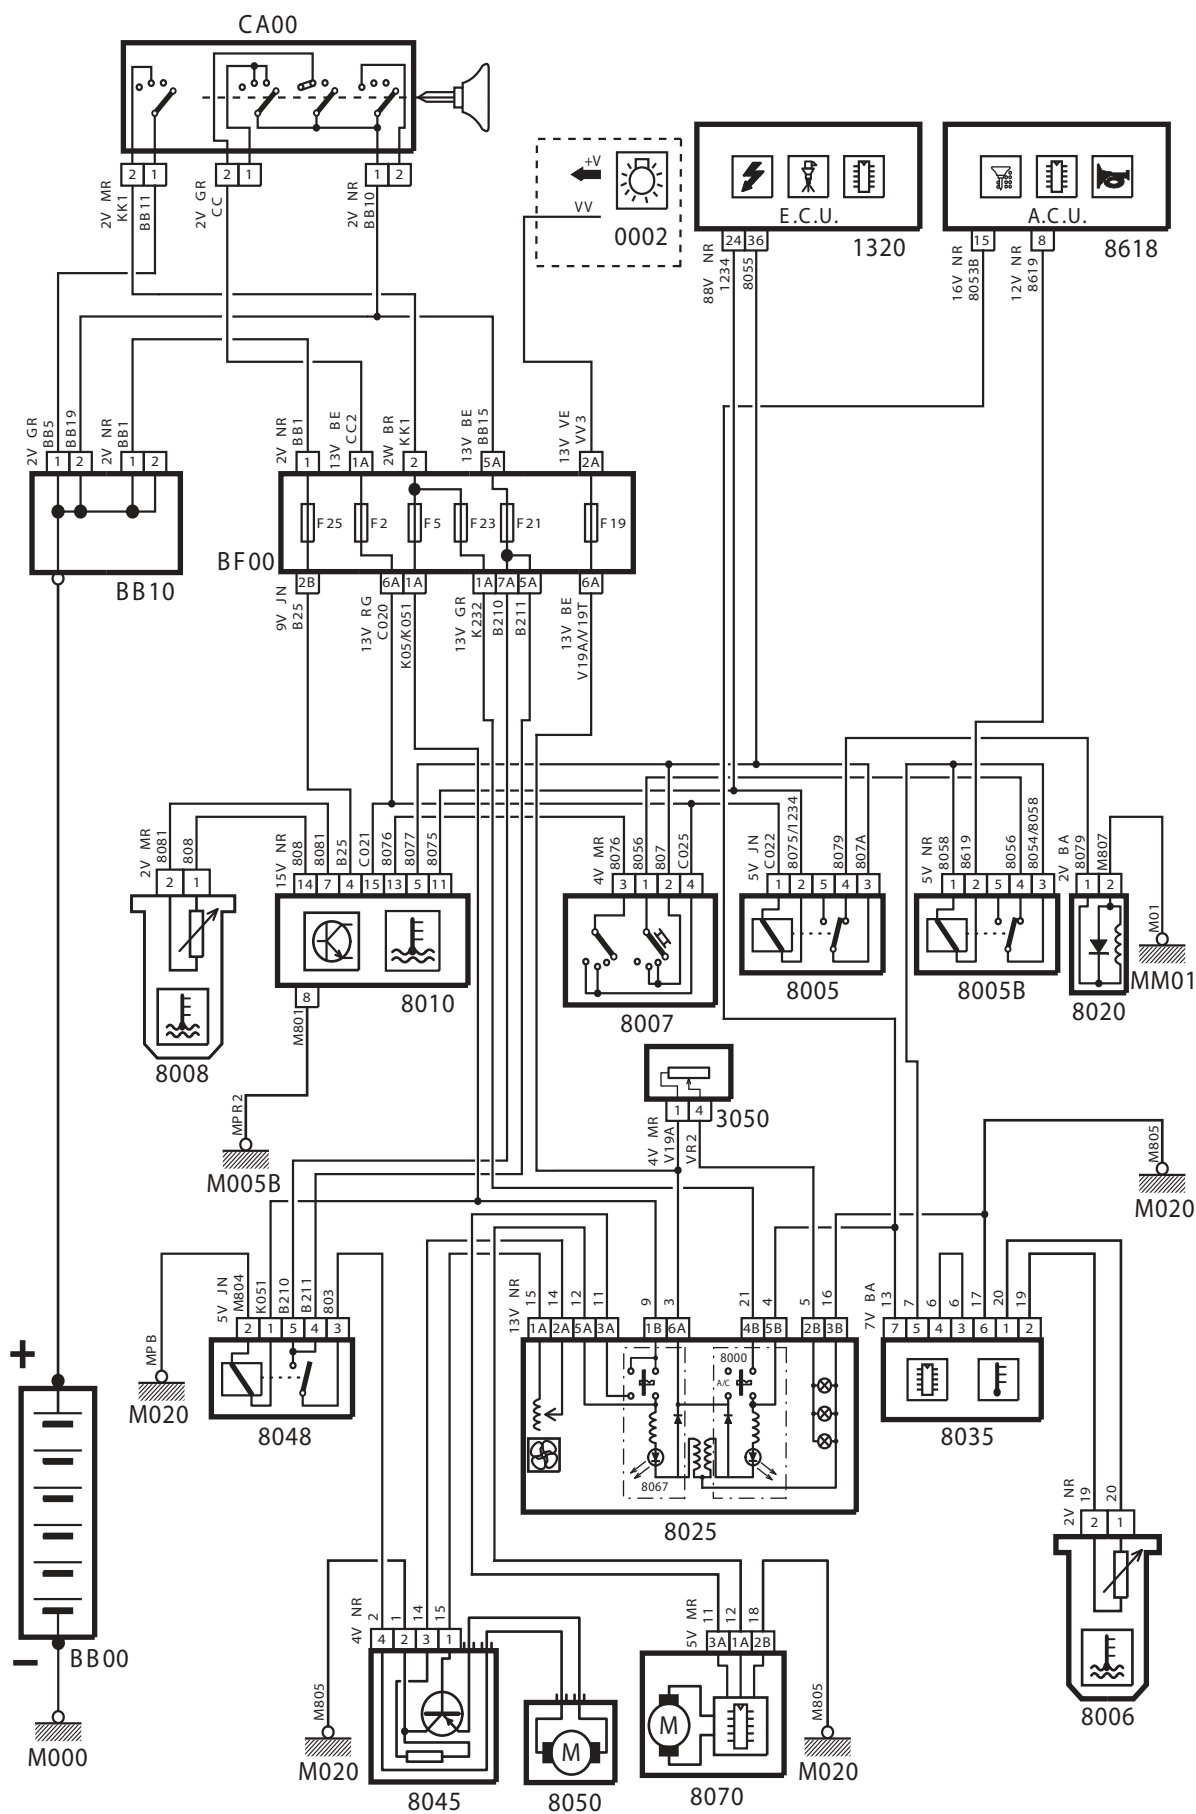 CA00
2 1
2 1
1 2
2V MR
KK1
BB11
2V GR
CC
2V NR
BB10
+V
VV
0002
E.C.U.
1320
24 36
88V NR
1234
8055
A.C.U.
8618
15
8
16V NR
8053B
12V NR
8619
2V GR
BB5
BB19
2V NR
BB1
1 2
1 2
BB10
2V NR
BB1
13V BE
CC2
2W BR
KK1
13V BE
BB15
13V VE
VV3
1
1A
2
5A
2A
F25
F2
F5
F23
F21
F19
BF00
2B
6A 1A
1A 7A 5A
6A
9V JN
B25
13V RG
C020
K05/K051
13V GR
K232
B210
B211
13V BE
V19A/V19T
2V MR
8081
808
2 1
8008
15V NR
808
8081
B25
C021
8076
8077
8075
14 7 4 15 13 5 11
8010
8
M801
MPR2
M005B
4V MR
8076
8056
807
C025
3 1 2 4
8007
5V JN
C022
8075/1234
8079
807A
1 2 5 4 3
8005
5V NR
8058
8619
8056
8054/8058
1 2 5 4 3
8005B
2V BA
8079
M807
1 2
8020
M01
MM01
3050
1 4
4V MR
V19A
VR2
M805
M020
MPB
M020
5V JN
M804
K051
B210
B211
803
2 1 5 4 3
8048
13V NR
15
14
12
11
9
3
21
4
5
16
1A 2A 5A 3A
1B 6A
4B 5B
2B 3B
8000
A/C
8067
8025
7V BA
13
7
6
6
17
20
19
7 5 4 3 6 1 2
8035
2V NR
19
20
2 1
8006
+
−
BB00
M000
M805
M020
4V NR
2
1
14
15
4 2 3 1
8045
M
8050
5V MR
11
12
18
3A 1A 2B
M
8070
M805
M020